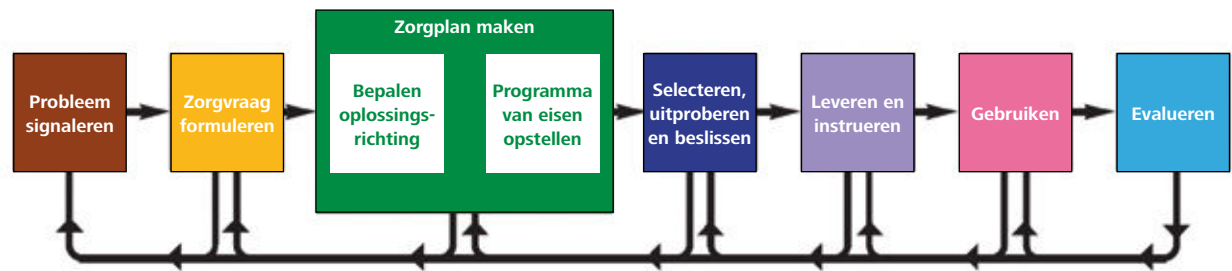 Probleem
signaleren
Zorgvraag
formuleren
Zorgplan maken
Bepalen
oplossings-
richting
Programma
van eisen
opstellen
Selecteren,
uitproberen
en beslissen
Leveren en
instrueren
Gebruiken
Evalueren